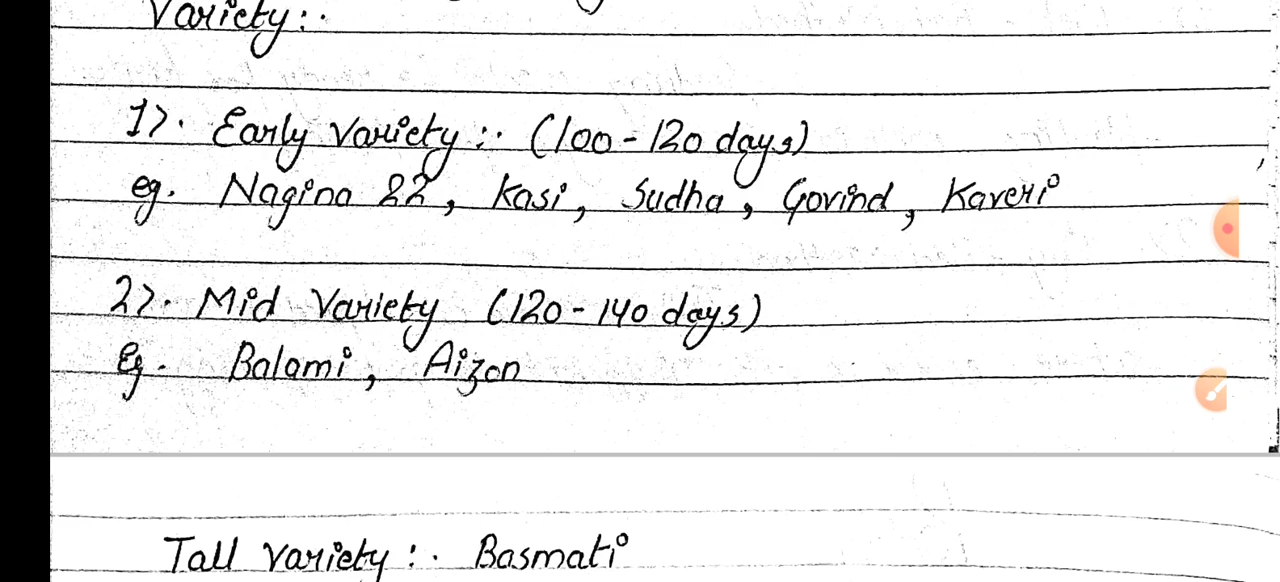 Variety:.
1). Early Variety:. (100-120 days)
eg. Nagina 22, Kasi, Sudha, Govind, Kaveri
2). Mid Variety (120-140 days)
Eg. Balami, Aizon
Tall Variety:. Basmati